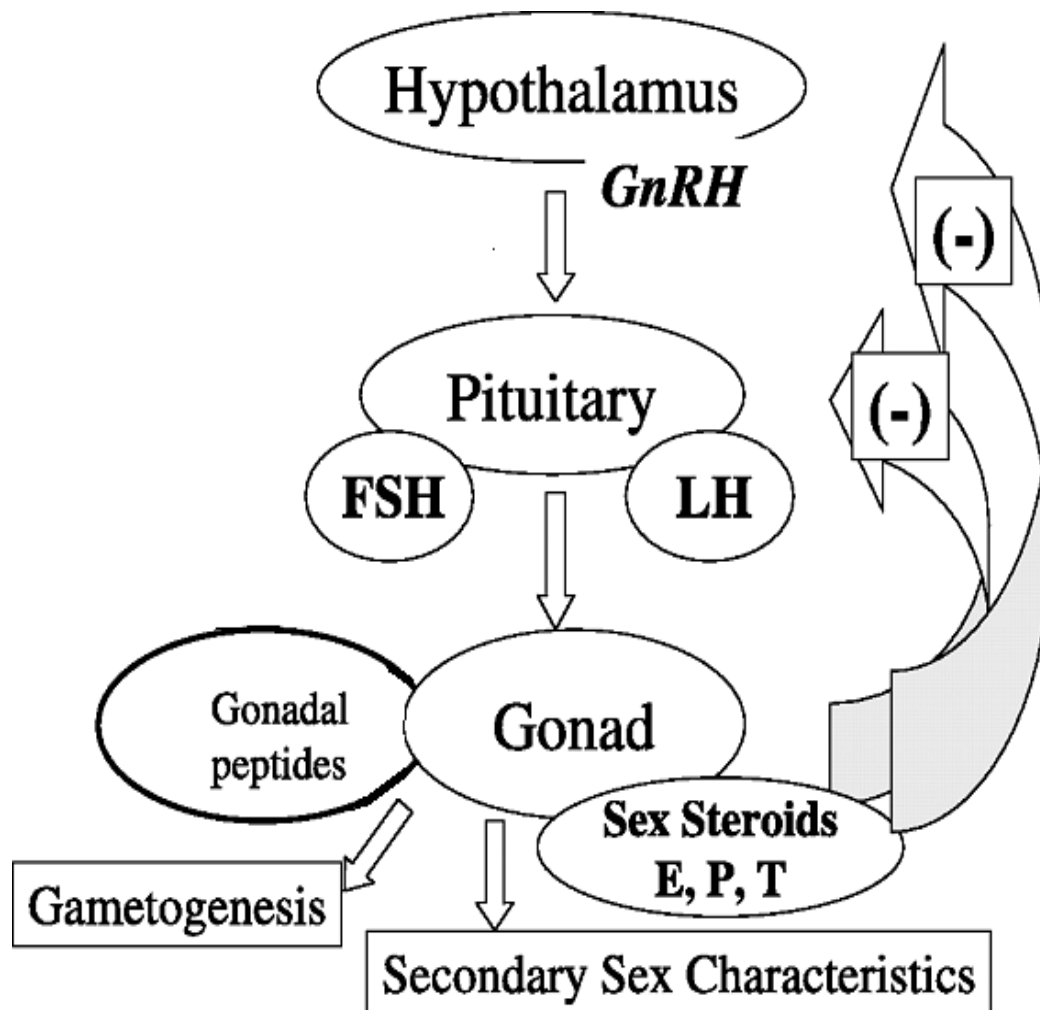 Hypothalamus
GnRH
(-)
(-)
Pituitary
FSH
LH
Gonadal
peptides
Gonad
Sex Steroids
E, P, T
Gametogenesis
Secondary Sex Characteristics